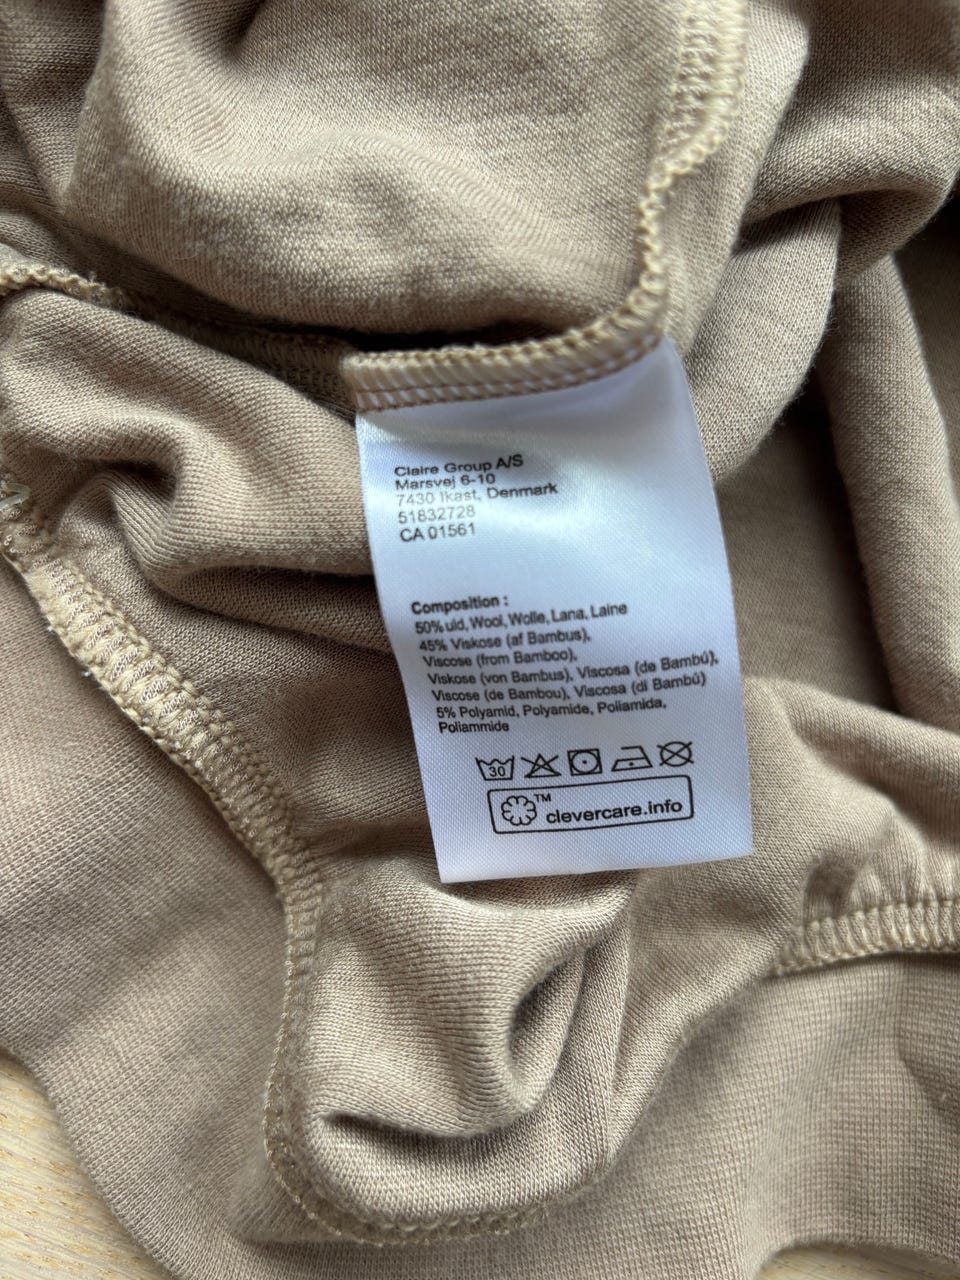 Claire Group A/S
Marsvej 6-10
7430 Ikast, Denmark
51832728
CA 01561
Composition :
50% uld, Wool, Wolle, Lana, Laine
45% Viskose (af Bambus),
Viscose (from Bamboo),
Viskose (von Bambus), Viscosa (de Bambú),
Viscose (de Bambou), Viscosa (di Bambú)
5% Polyamid, Polyamide, Poliamida,
Poliammide
30
™ clevercare.info